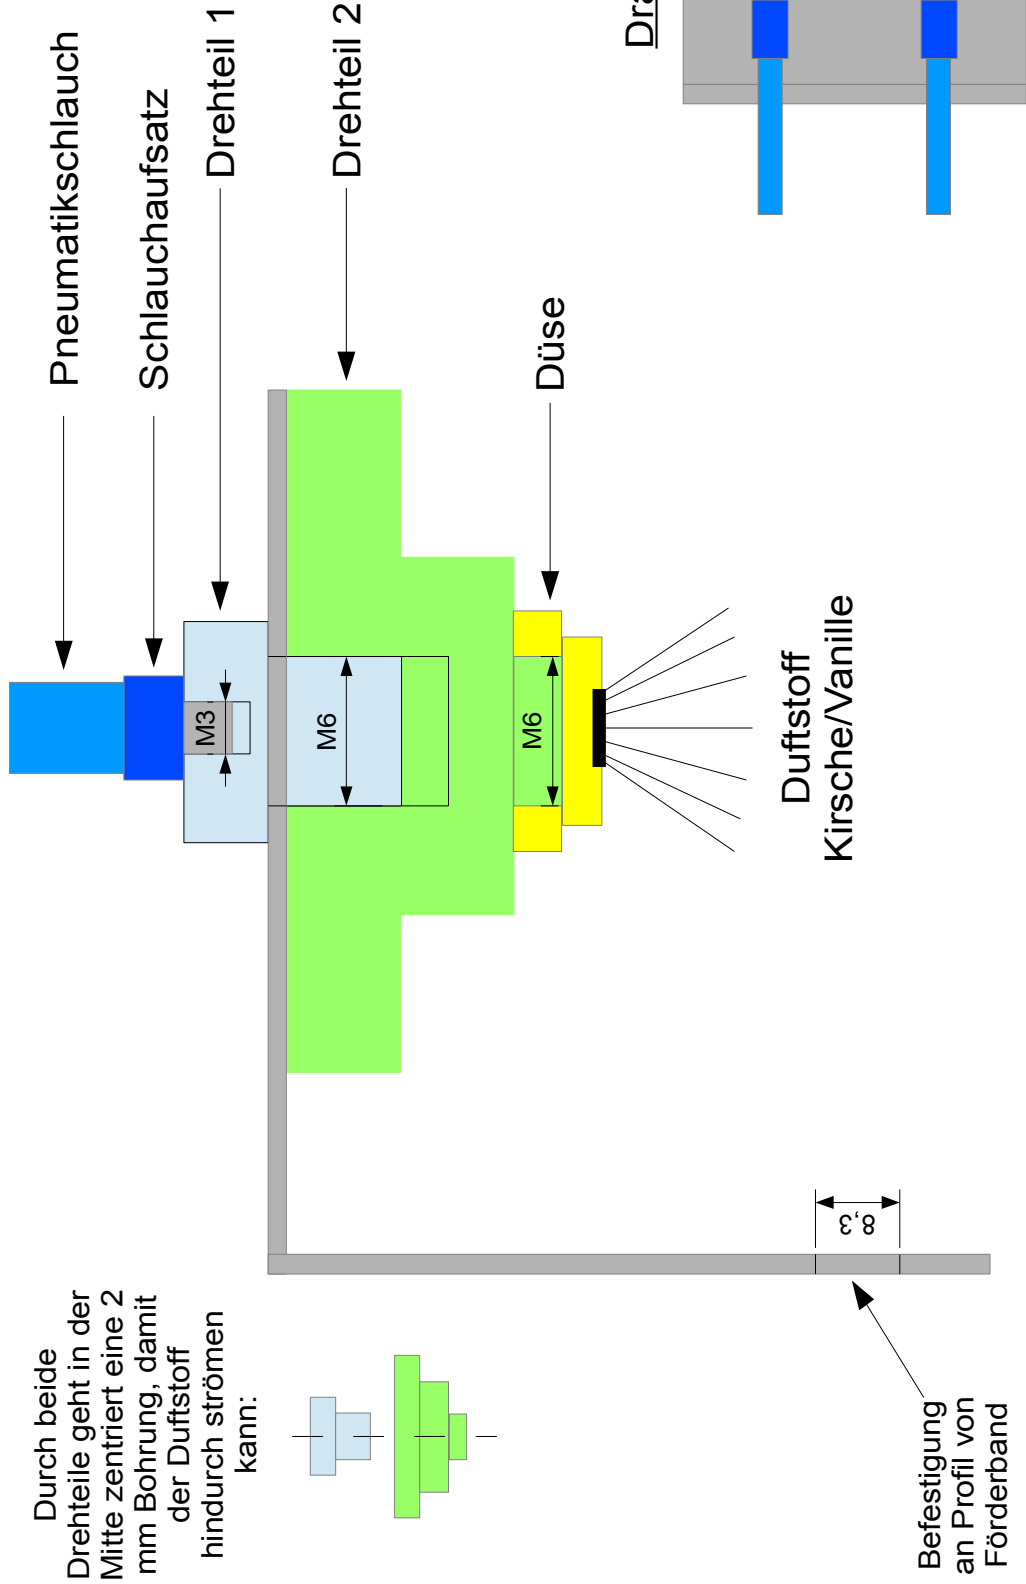 Durch beide
Drehteile geht in der
Mitte zentriert eine 2
mm Bohrung, damit
der Duftstoff
hindurch strömen
kann:
Pneumatikschlauch
Schlauchaufsatz
Drehteil 1
Drehteil 2
M3
M6
M6
Düse
Duftstoff
Kirsche/Vanille
8,3
Befestigung
an Profil von
Förderband